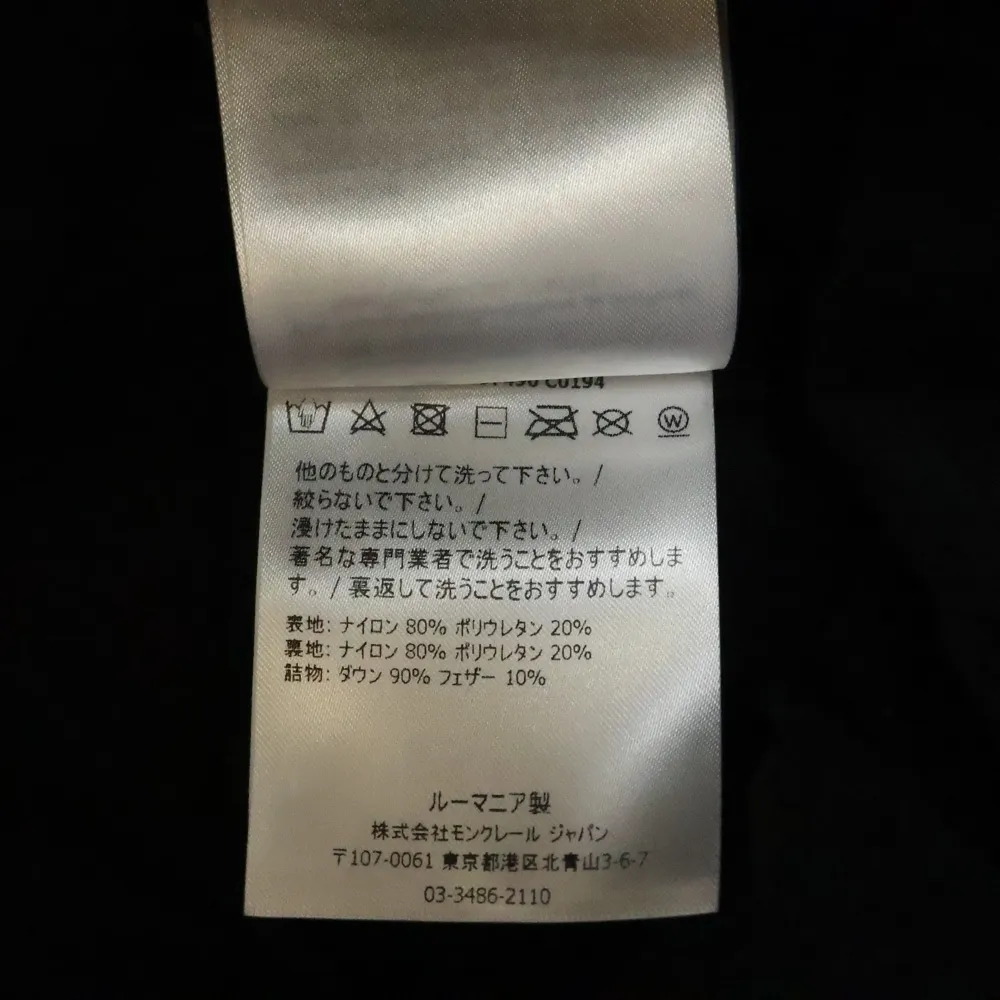 CU194
W
他のものと分けて洗って下さい。/
絞らないで下さい。/
浸けたままにしないで下さい。/
著名な専門業者で洗うことをおすすめしま
す。/ 裏返して洗うことをおすすめします。
表地: ナイロン 80% ポリウレタン 20%
裏地: ナイロン 80% ポリウレタン 20%
詰物: ダウン 90% フェザー 10%
ルーマニア製
株式会社モンクレール ジャパン
〒107-0061 東京都港区北青山3-6-7
03-3486-2110